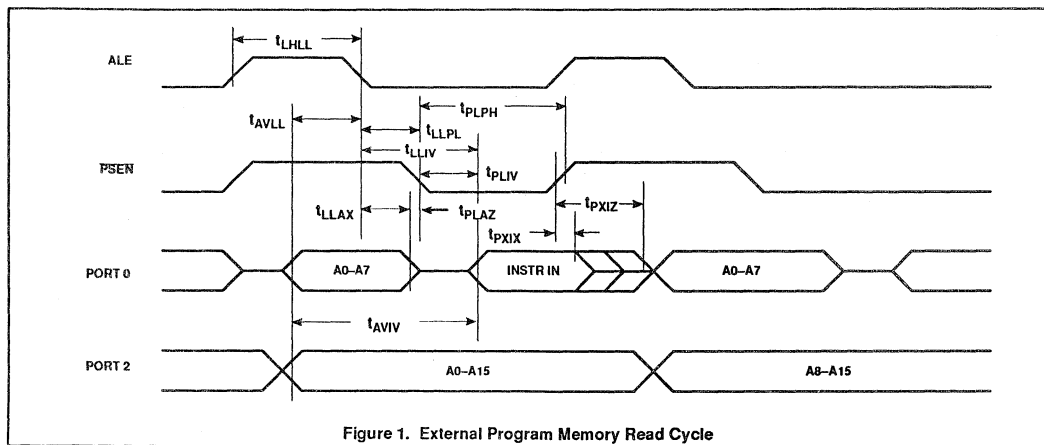 ALE
tLHLL
tPLPH
tAVLL
tLLPL
tLLIV
PSEN
tPLIV
tLLAX
tPLAZ
tPXIZ
tPXIX
PORT 0
A0–A7
INSTR IN
A0–A7
tAVIV
PORT 2
A0–A15
A8–A15
Figure 1. External Program Memory Read Cycle